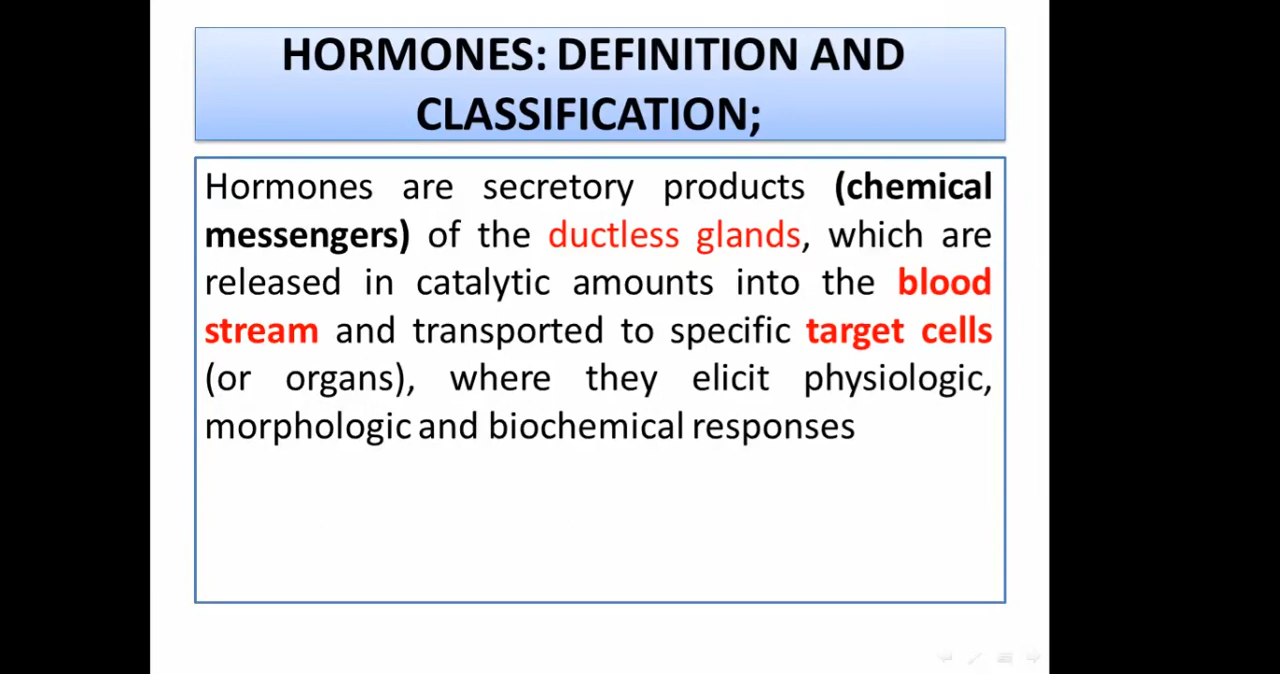 HORMONES: DEFINITION AND
CLASSIFICATION;
Hormones are secretory products (chemical
messengers) of the ductless glands, which are
released in catalytic amounts into the blood
stream and transported to specific target cells
(or organs), where they elicit physiologic,
morphologic and biochemical responses